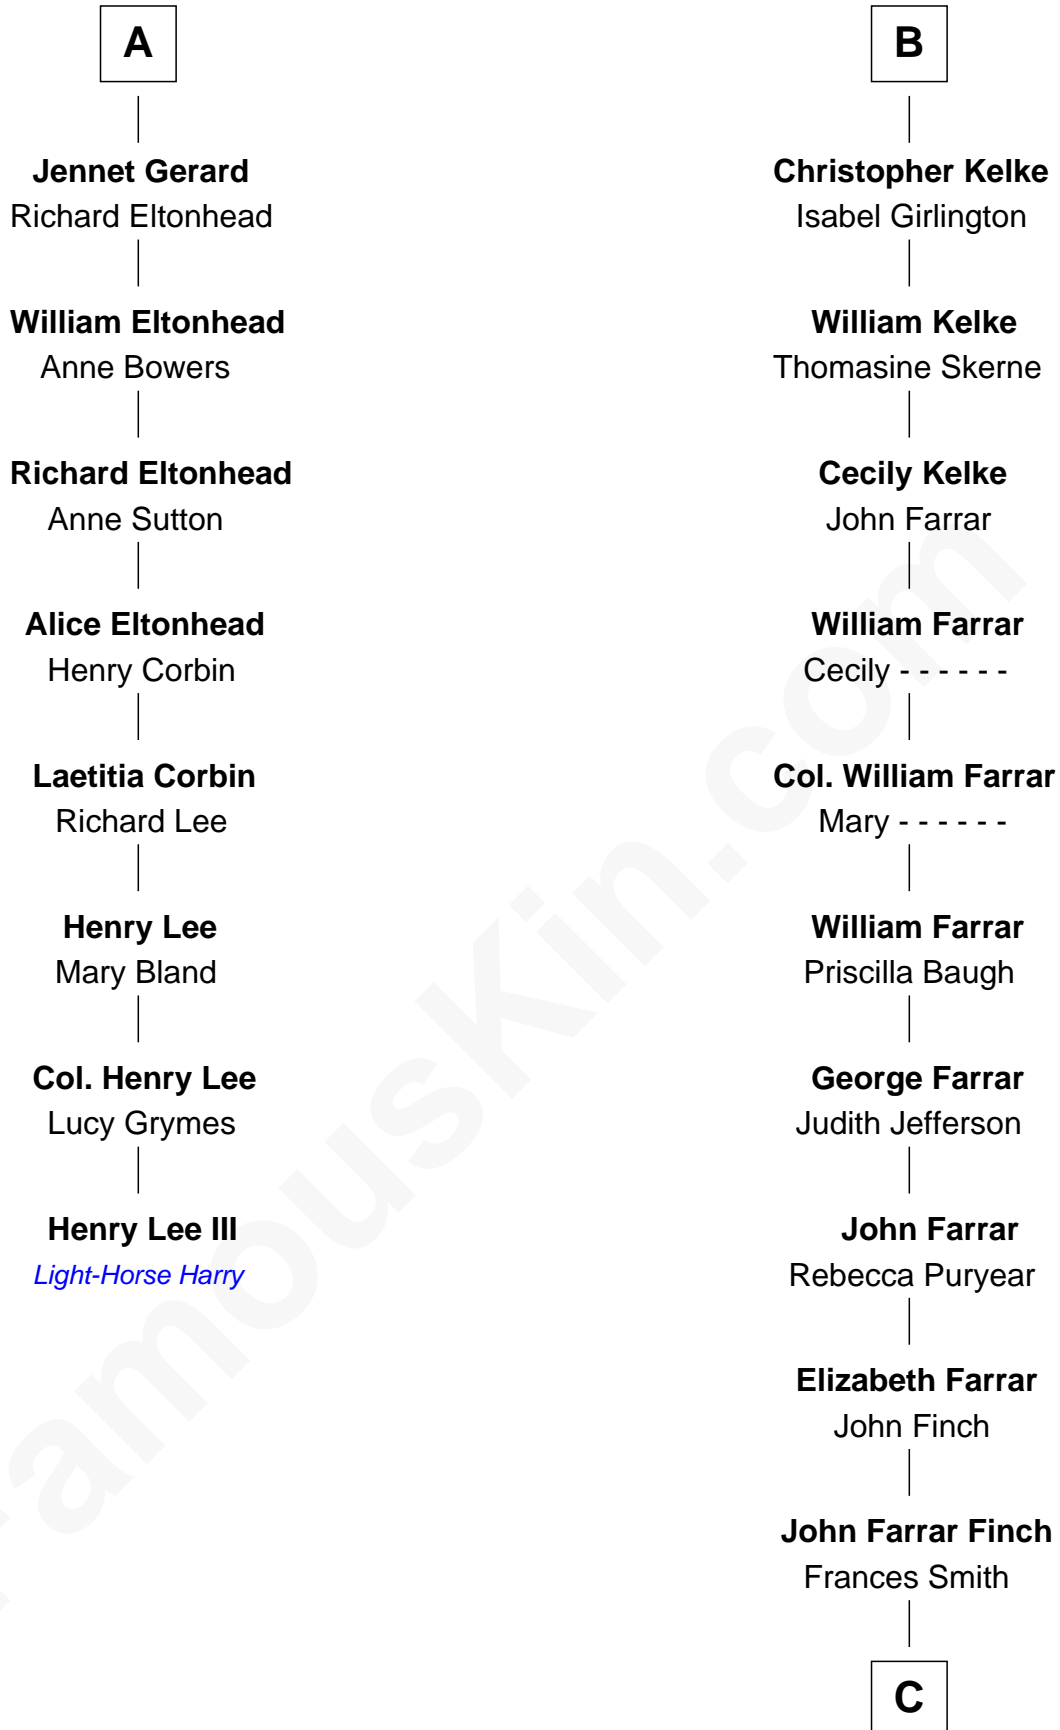 A
Jennet Gerard
Richard Eltonhead
William Eltonhead
Anne Bowers
Richard Eltonhead
Anne Sutton
Alice Eltonhead
Henry Corbin
Laetitia Corbin
Richard Lee
Henry Lee
Mary Bland
Col. Henry Lee
Lucy Grymes
Henry Lee III
Light-Horse Harry
B
Christopher Kelke
Isabel Girlington
William Kelke
Thomasine Skerne
Cecily Kelke
John Farrar
William Farrar
Cecily - - - - - -
Col. William Farrar
Mary - - - - - -
William Farrar
Priscilla Baugh
George Farrar
Judith Jefferson
John Farrar
Rebecca Puryear
Elizabeth Farrar
John Finch
John Farrar Finch
Frances Smith
C
FamousKin.com